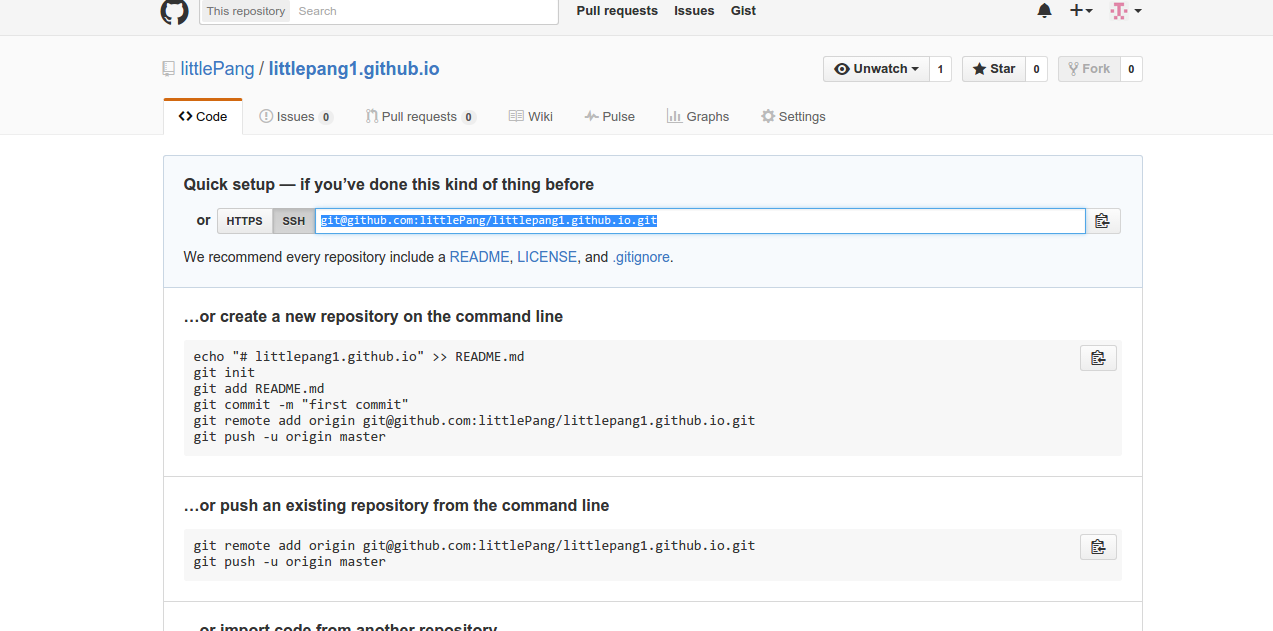 This repository Search Pull requests Issues Gist
littlePang / littlepang1.github.io Unwatch 1 Star 0 Fork 0
Code Issues 0 Pull requests 0 Wiki Pulse Graphs Settings
Quick setup — if you’ve done this kind of thing before
or HTTPS SSH git@github.com:littlePang/littlepang1.github.io.git
We recommend every repository include a README, LICENSE, and .gitignore.
…or create a new repository on the command line
echo "# littlepang1.github.io" >> README.md
git init
git add README.md
git commit -m "first commit"
git remote add origin git@github.com:littlePang/littlepang1.github.io.git
git push -u origin master
…or push an existing repository from the command line
git remote add origin git@github.com:littlePang/littlepang1.github.io.git
git push -u origin master
…or import code from another repository